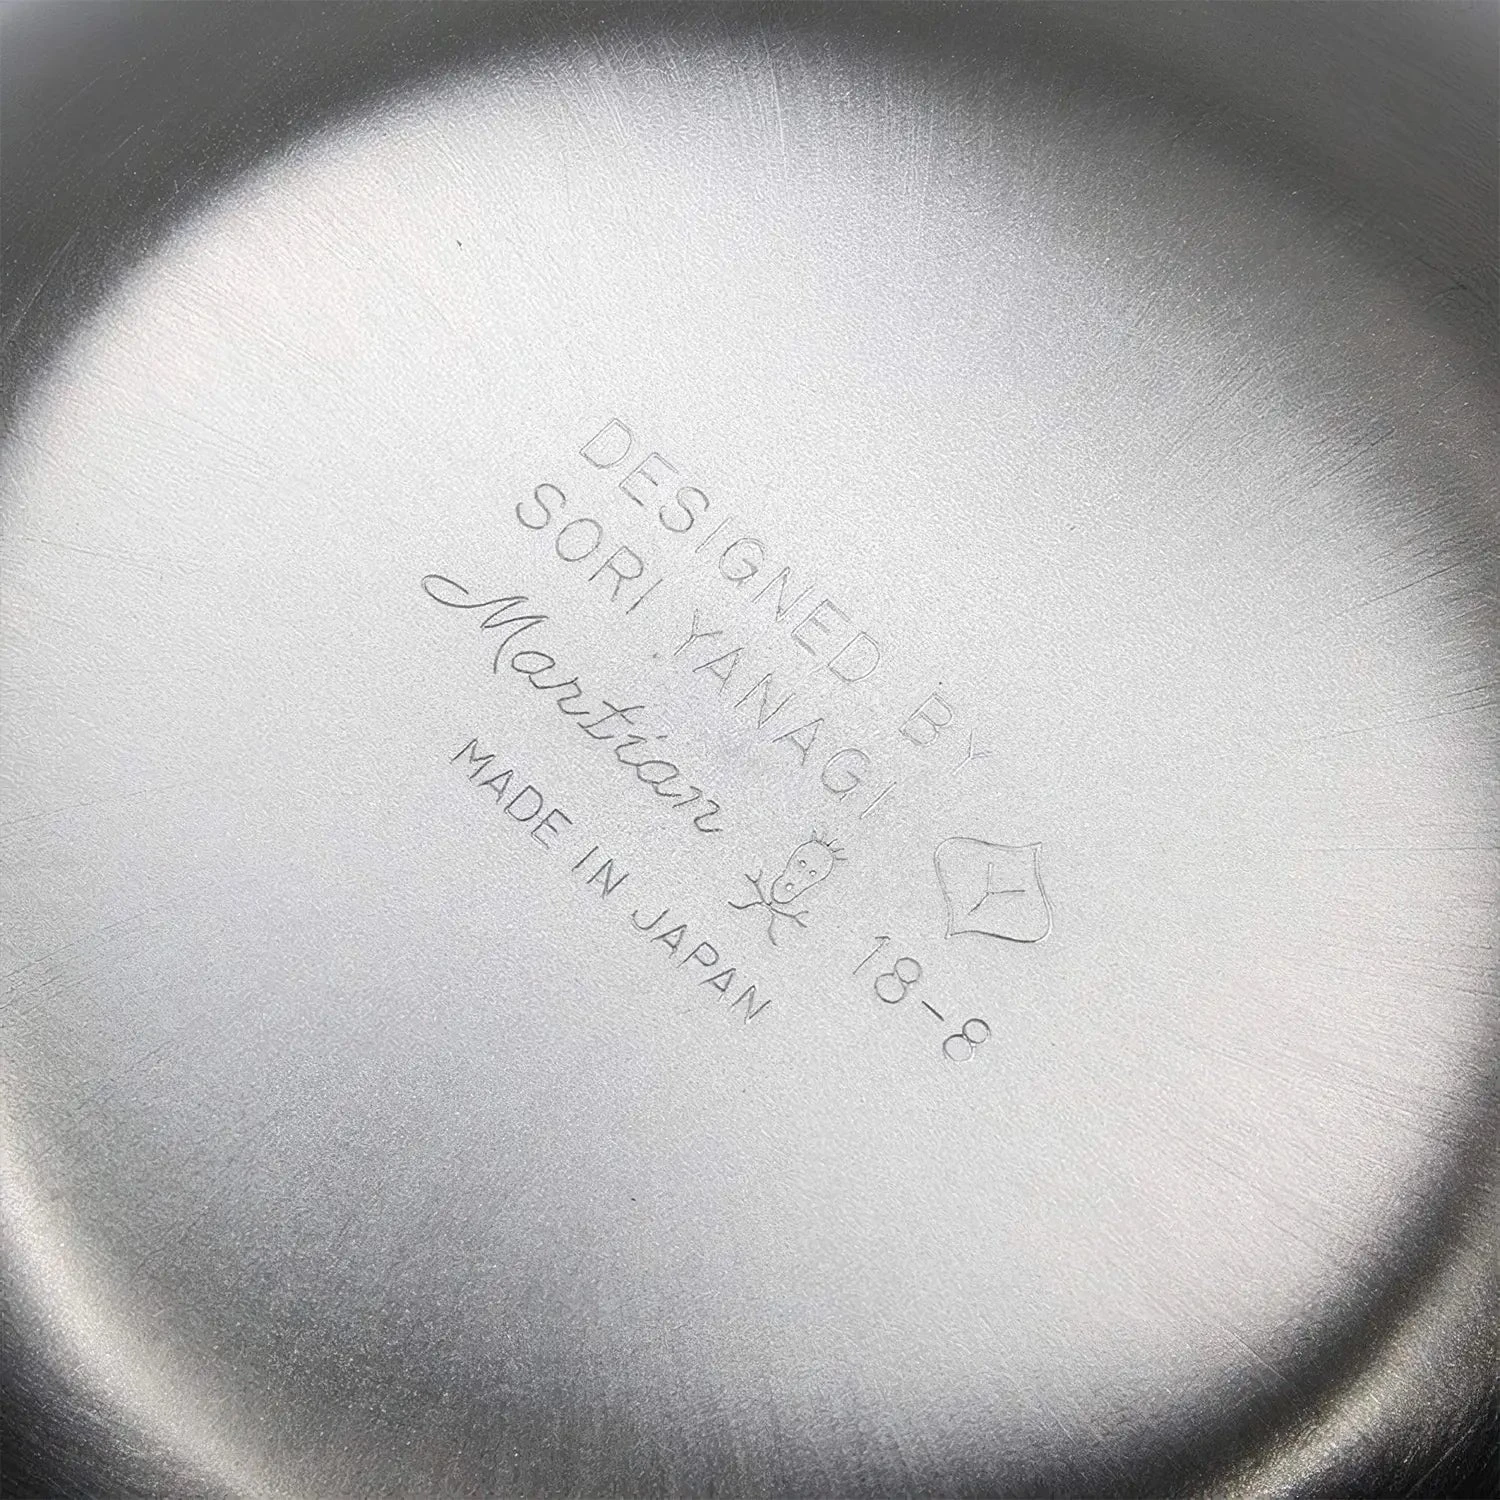 DESIGNED BY
SORI YANAGI
Martian 18-8
MADE IN JAPAN